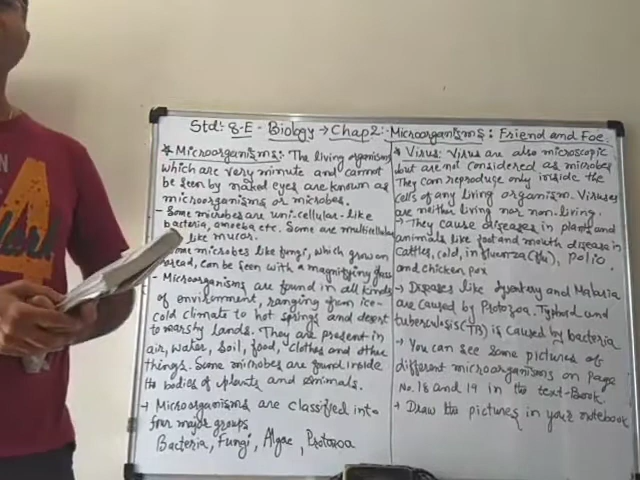 Std:- 8-E - Biology → Chap 2:- Microorganisms: Friend and Foe.
* Microorganisms: The living organisms
which are very minute and cannot
be seen by naked eyes are known as
microorganisms or microbes.
- Some microbes are uni-cellular like
bacteria, amoeba etc. Some are multicellular
like mucor.
some microbes like fungi, which grow on
bread, can be seen with a magnifying glass
- Microorganisms are found in all kinds
of environment, ranging from ice-
cold climate to hot springs and desert
to marshy lands. They are present in
air, water, soil, food, clothes and other
things. Some microbes are found inside
the bodies of plants and animals.
→ Microorganisms are classified into
four major groups
Bacteria, Fungi, Algae, Protozoa
* Virus: Virus are also microscopic
but are not considered as microbes
They can reproduce only inside the
cells of any living organism. Viruses
are neither living nor non-living.
→ They cause diseases in plants and
animals like foot and mouth disease in
Cattles, cold, influenza (flu), polio
and chicken pox
→ Diseases like dysentery and Malaria
are caused by Protozoa. Typhoid and
tuberculosis (TB) is caused by bacteria
→ You can see some pictures of
different microorganisms on page
No. 18 and 19 in the text-Book
→ Draw the pictures in your notebook